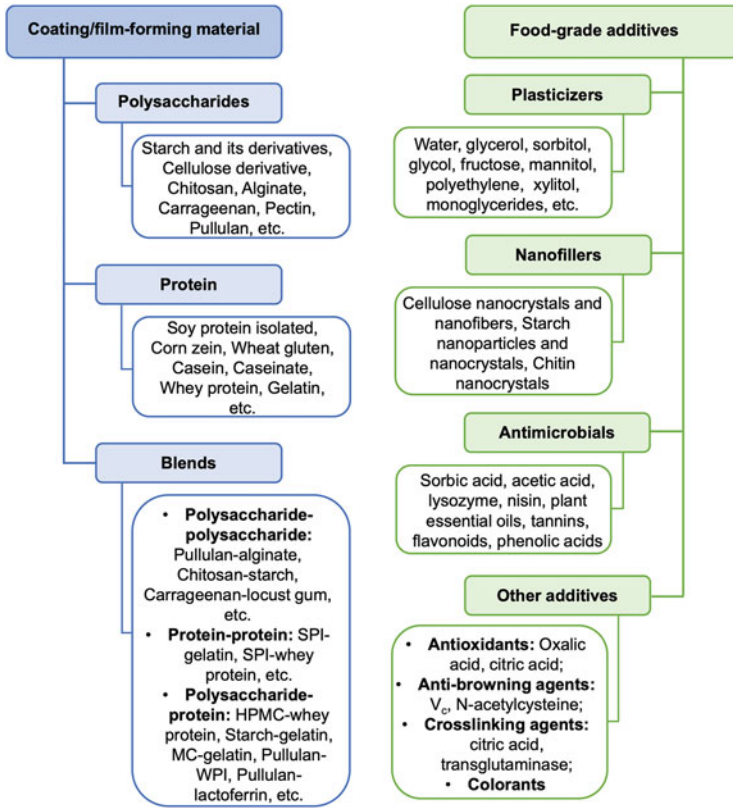 Coating/film-forming material
Polysaccharides
Starch and its derivatives,
Cellulose derivative,
Chitosan, Alginate,
Carrageenan, Pectin,
Pullulan, etc.
Protein
Soy protein isolated,
Corn zein, Wheat gluten,
Casein, Caseinate,
Whey protein, Gelatin,
etc.
Blends
• Polysaccharide-
polysaccharide:
Pullulan-alginate,
Chitosan-starch,
Carrageenan-locust gum,
etc.
• Protein-protein: SPI-
gelatin, SPI-whey
protein, etc.
• Polysaccharide-
protein: HPMC-whey
protein, Starch-gelatin,
MC-gelatin, Pullulan-
WPI, Pullulan-
lactoferrin, etc.
Food-grade additives
Plasticizers
Water, glycerol, sorbitol,
glycol, fructose, mannitol,
polyethylene, xylitol,
monoglycerides, etc.
Nanofillers
Cellulose nanocrystals and
nanofibers, Starch
nanoparticles and
nanocrystals, Chitin
nanocrystals
Antimicrobials
Sorbic acid, acetic acid,
lysozyme, nisin, plant
essential oils, tannins,
flavonoids, phenolic acids
Other additives
• Antioxidants: Oxalic
acid, citric acid;
• Anti-browning agents:
Vc, N-acetylcysteine;
• Crosslinking agents:
citric acid,
transglutaminase;
• Colorants